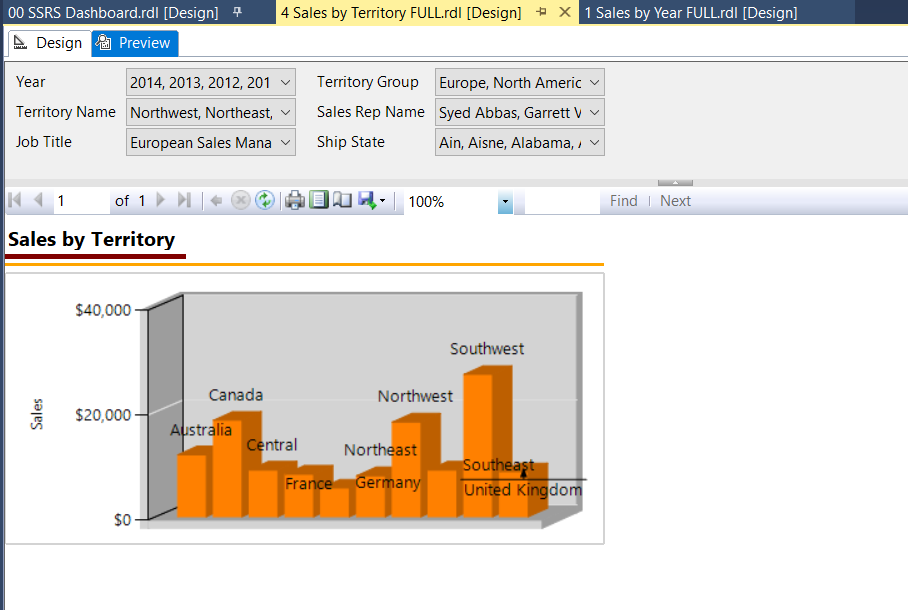 00 SSRS Dashboard.rdl [Design] 4 Sales by Territory FULL.rdl [Design] 1 Sales by Year FULL.rdl [Design]
Design Preview
Year 2014, 2013, 2012, 201 Territory Group Europe, North Americ
Territory Name Northwest, Northeast, Sales Rep Name Syed Abbas, Garrett V
Job Title European Sales Mana Ship State Ain, Aisne, Alabama, A
1 of 1 100% Find | Next
Sales by Territory
$40,000
Southwest
Canada Northwest
Sales $20,000
Australia
Central Northeast
Southeast
France Germany
United Kingdom
$0